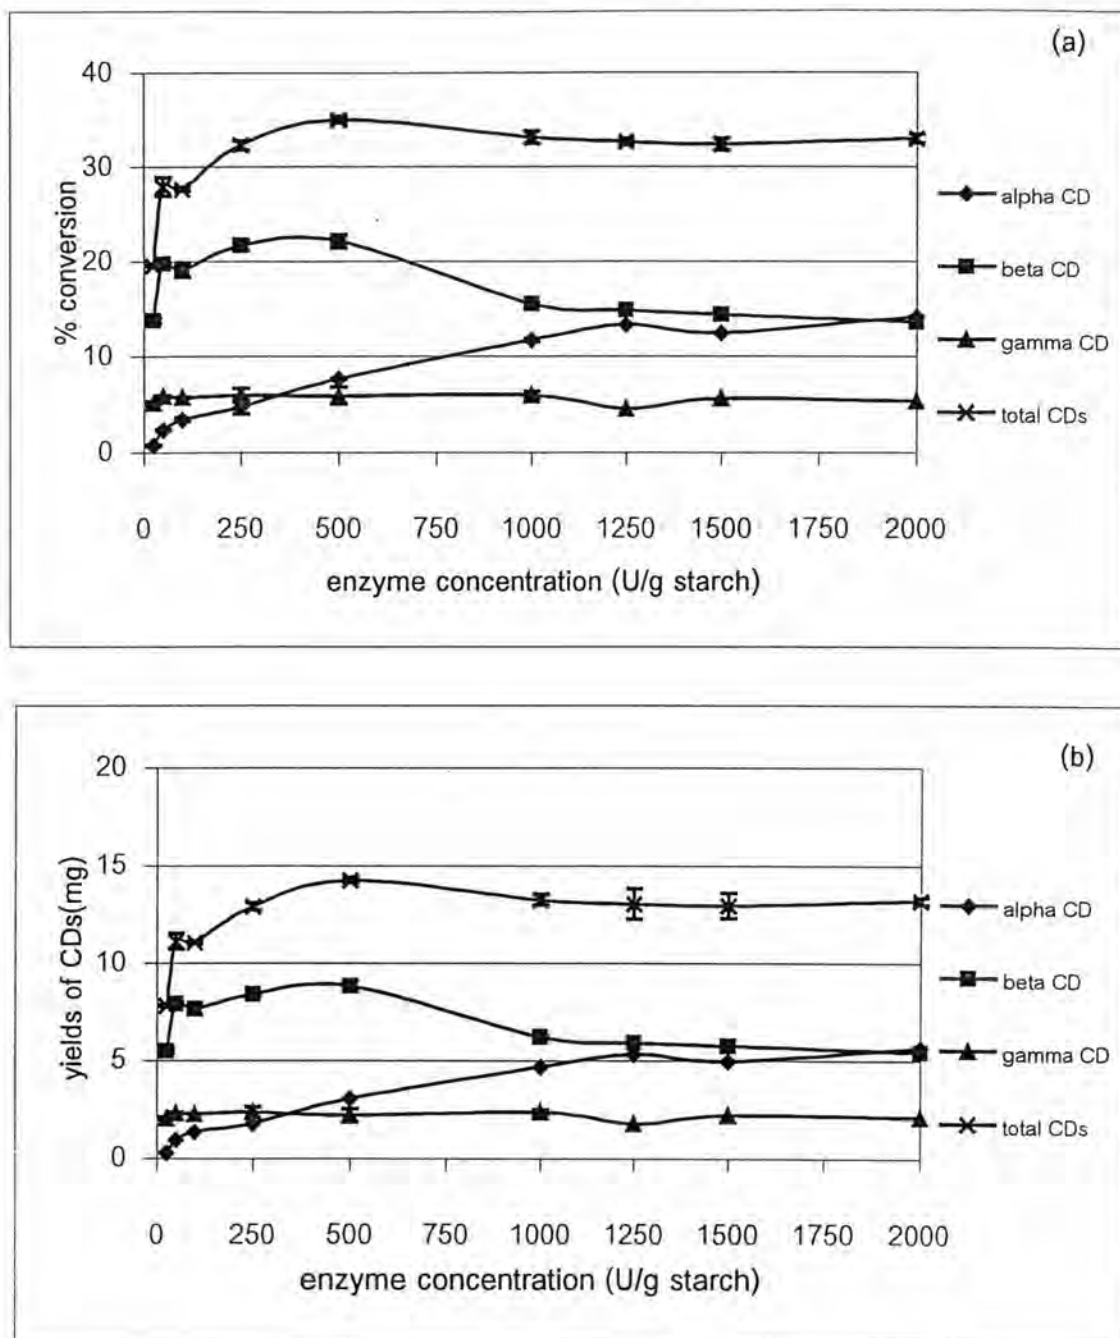 (a)
40
30
20
10
0
% conversion
0 250 500 750 1000 1250 1500 1750 2000
enzyme concentration (U/g starch)
alpha CD
beta CD
gamma CD
total CDs
(b)
20
15
10
5
0
yields of CDs(mg)
0 250 500 750 1000 1250 1500 1750 2000
enzyme concentration (U/g starch)
alpha CD
beta CD
gamma CD
total CDs